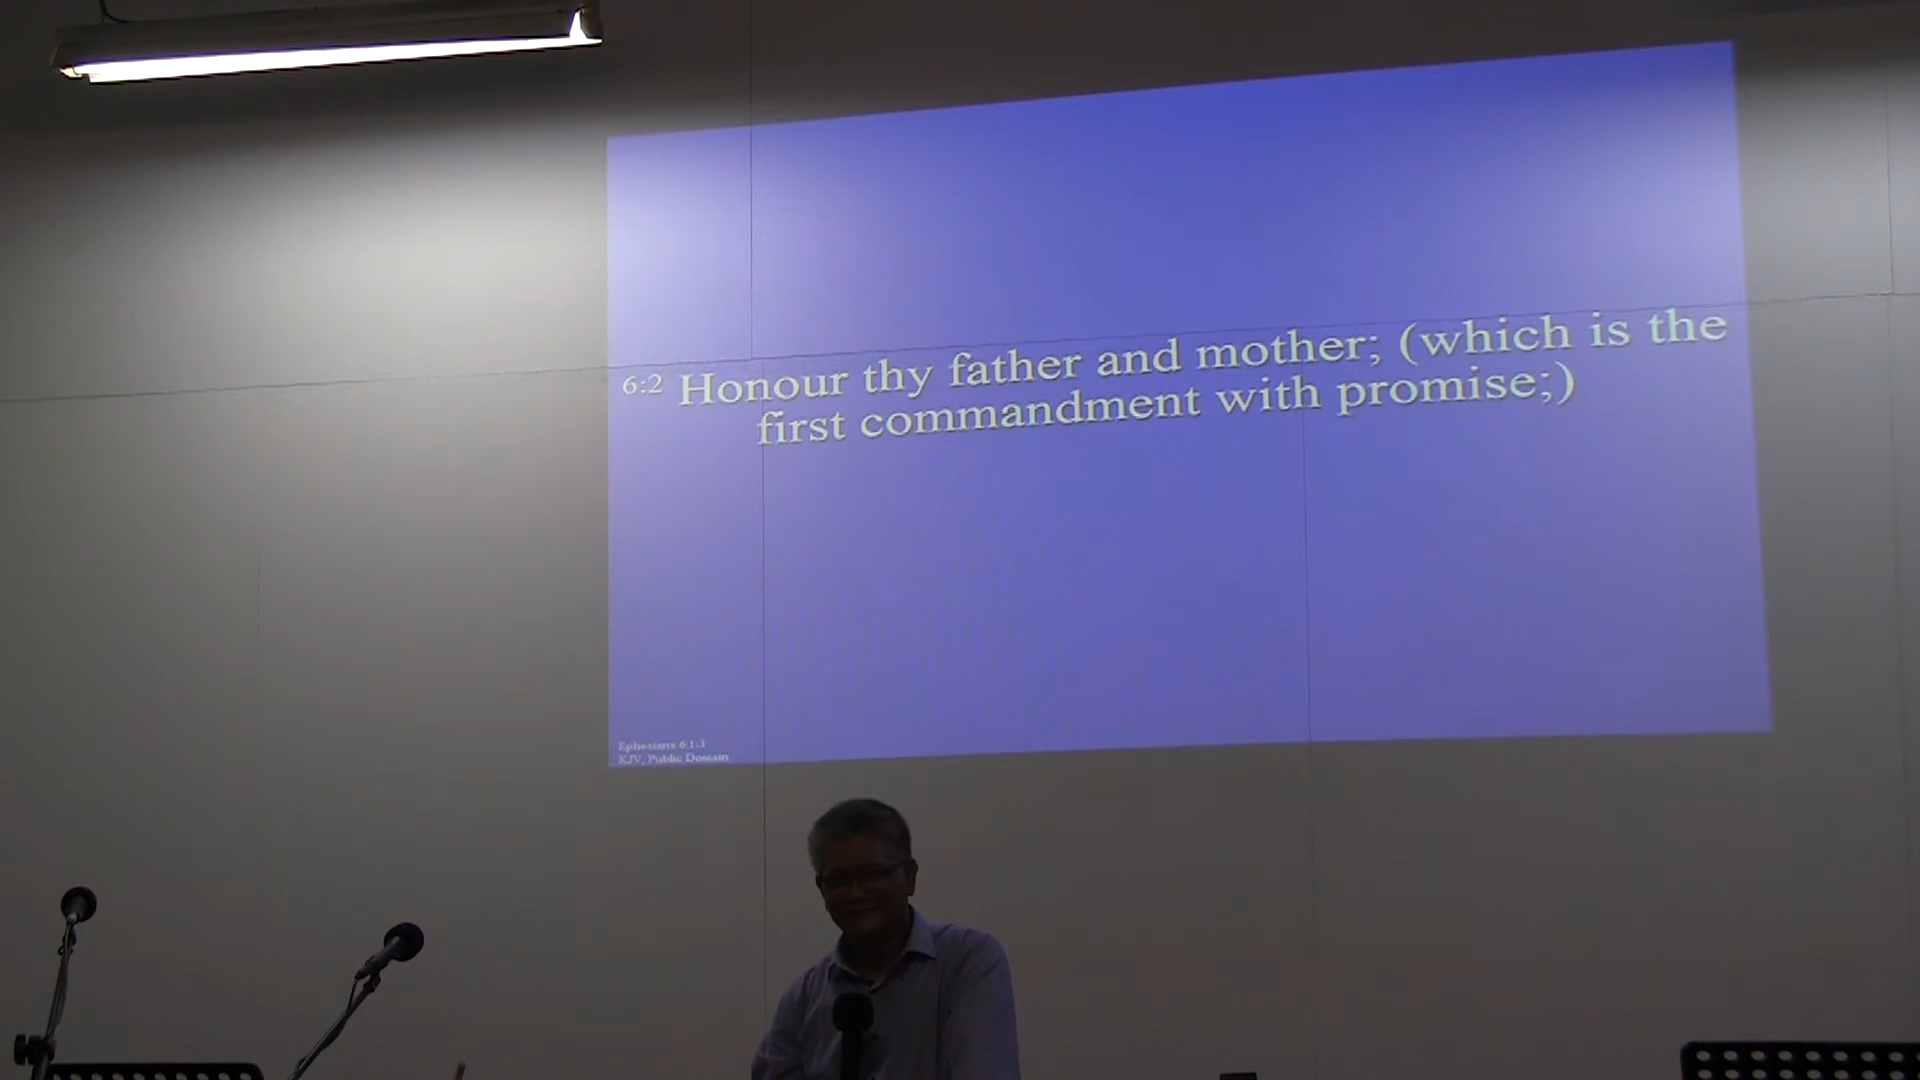 6:2 Honour thy father and mother; (which is the
first commandment with promise;)
Ephesians 6:1-3
KJV, Public Domain